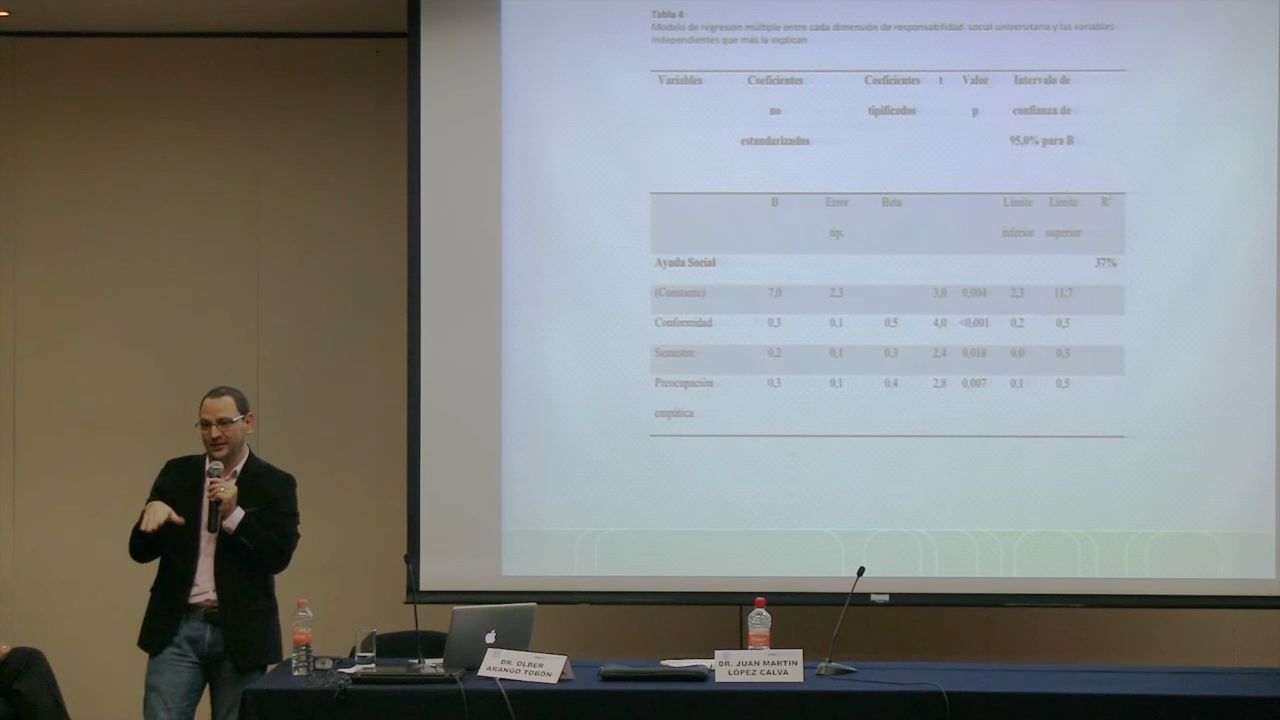 Tabla 4
Modelo de regresión múltiple entre cada dimensión de responsabilidad social universitaria y las variables
independientes que más la explican
Variables Coeficientes Coeficientes t Valor Intervalo de
no tipificados p confianza de
estandarizados 95,0% para B
B Error Beta Límite Límite R²
típ. inferior superior
Ayuda Social 37%
(Constante) 7,0 2,3 3,0 0,004 2,3 11,7
Conformidad 0,3 0,1 0,5 4,0 <0,001 0,2 0,5
Semestre 0,2 0,1 0,3 2,4 0,018 0,0 0,3
Preocupación 0,3 0,1 0,4 2,8 0,007 0,1 0,5
empática
DR. OLBER
ARANGO TOBÓN
DR. JUAN MARTIN
LOPEZ CALVA